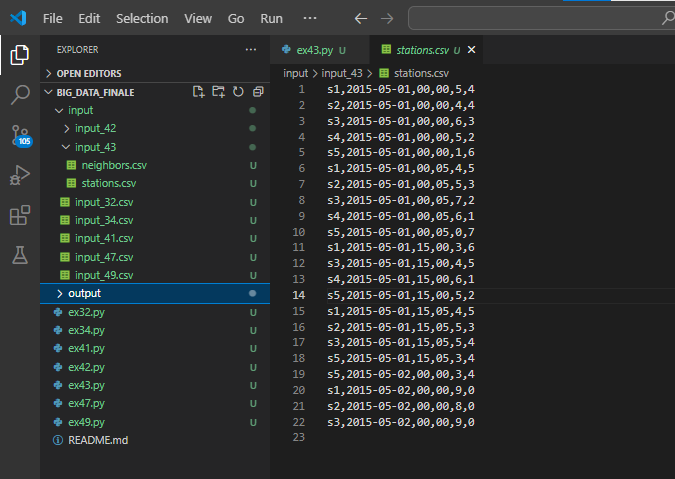 File Edit Selection View Go Run ···
EXPLORER ···
OPEN EDITORS
BIG_DATA_FINALE
input
input_42
input_43
neighbors.csv U
stations.csv U
input_32.csv U
input_34.csv U
input_41.csv U
input_47.csv U
input_49.csv U
output
ex32.py U
ex34.py U
ex41.py U
ex42.py U
ex43.py U
ex47.py U
ex49.py U
README.md
105
ex43.py U stations.csv U
input > input_43 > stations.csv
1 s1,2015-05-01,00,00,5,4
2 s2,2015-05-01,00,00,4,4
3 s3,2015-05-01,00,00,6,3
4 s4,2015-05-01,00,00,5,2
5 s5,2015-05-01,00,00,1,6
6 s1,2015-05-01,00,05,4,5
7 s2,2015-05-01,00,05,5,3
8 s3,2015-05-01,00,05,7,2
9 s4,2015-05-01,00,05,6,1
10 s5,2015-05-01,00,05,0,7
11 s1,2015-05-01,15,00,3,6
12 s3,2015-05-01,15,00,4,5
13 s4,2015-05-01,15,00,6,1
14 s5,2015-05-01,15,00,5,2
15 s1,2015-05-01,15,05,4,5
16 s2,2015-05-01,15,05,5,3
17 s3,2015-05-01,15,05,5,4
18 s5,2015-05-01,15,05,3,4
19 s5,2015-05-02,00,00,3,4
20 s1,2015-05-02,00,00,9,0
21 s2,2015-05-02,00,00,8,0
22 s3,2015-05-02,00,00,9,0
23